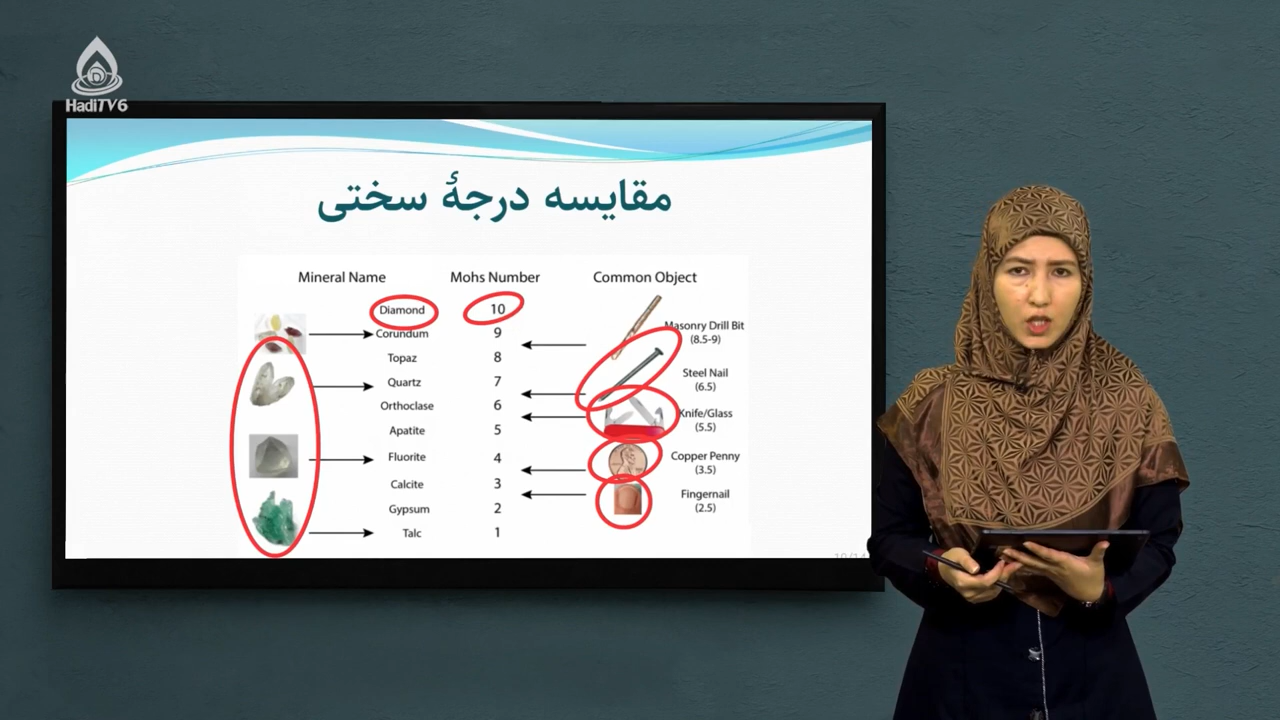 HadiTV6
مقایسه درجهٔ سختی
Mineral Name Mohs Number Common Object
Diamond 10
Corundum 9
Topaz 8
Quartz 7
Orthoclase 6
Apatite 5
Fluorite 4
Calcite 3
Gypsum 2
Talc 1
Masonry Drill Bit
(8.5-9)
Steel Nail
(6.5)
Knife/Glass
(5.5)
Copper Penny
(3.5)
Fingernail
(2.5)